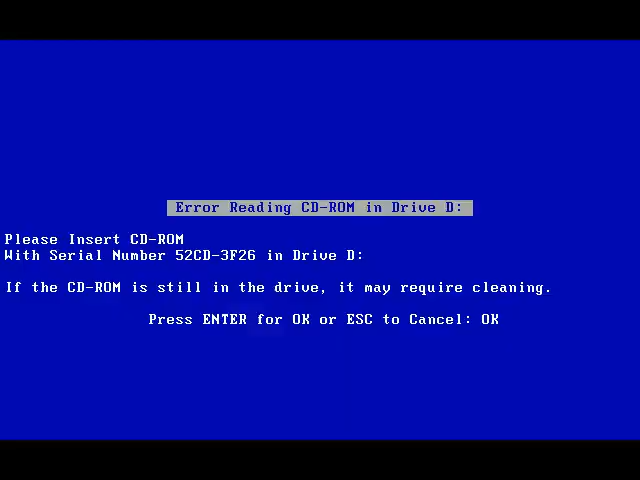 Error Reading CD-ROM in Drive D:
Please Insert CD-ROM
With Serial Number 52CD-3F26 in Drive D:
If the CD-ROM is still in the drive, it may require cleaning.
Press ENTER for OK or ESC to Cancel: OK